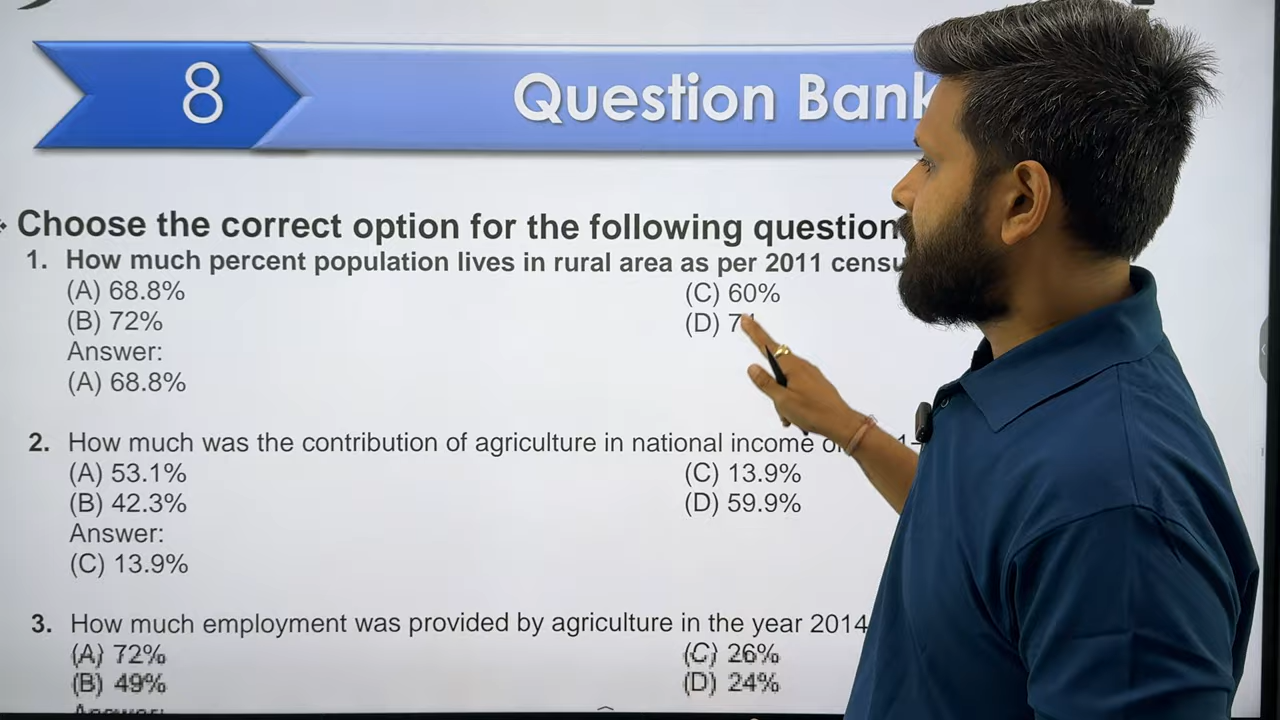 8
Question Bank
Choose the correct option for the following question
1. How much percent population lives in rural area as per 2011
(A) 68.8%
(C) 60%
(B) 72%
(D)
Answer:
(A) 68.8%
2. How much was the contribution of agriculture in national income
(A) 53.1%
(C) 13.9%
(B) 42.3%
(D) 59.9%
Answer:
(C) 13.9%
3. How much employment was provided by agriculture in the year 2014
(A) 72%
(C) 26%
(B) 49%
(D) 24%
Answer: